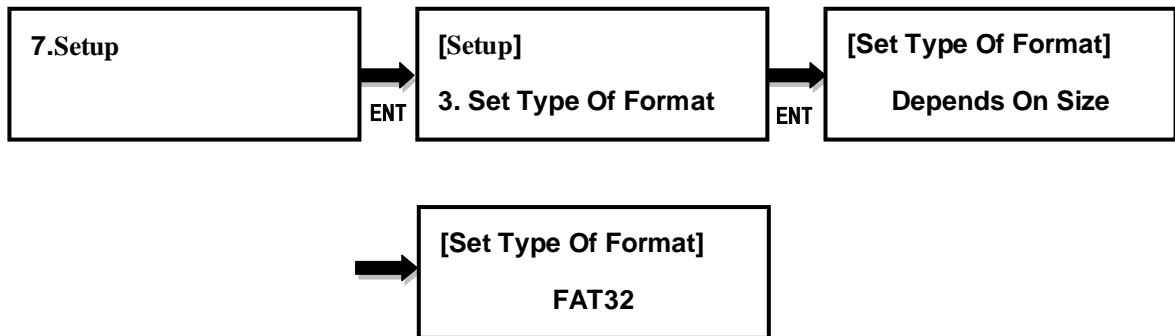 7.Setup
[Setup]
3. Set Type Of Format
[Set Type Of Format]
Depends On Size
ENT
ENT
[Set Type Of Format]
FAT32